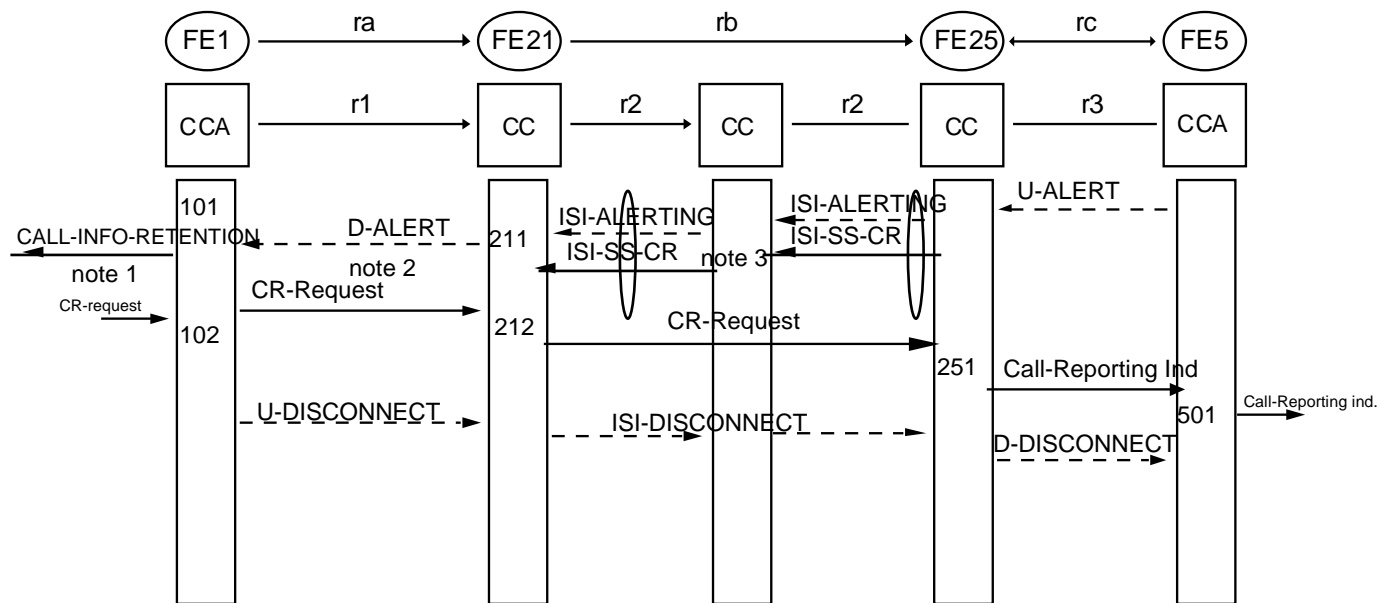 FE1 ra FE21 rb FE25 rc FE5
CCA r1 CC r2 CC r2 CC r3 CCA
101
U-ALERT
ISI-ALERTING
ISI-ALERTING
CALL-INFO-RETENTION
D-ALERT
211
ISI-SS-CR
ISI-SS-CR
note 1
note 2
note 3
CR-request
CR-Request
102
212
CR-Request
251
Call-Reporting Ind
U-DISCONNECT
ISI-DISCONNECT
501
Call-Reporting ind.
D-DISCONNECT